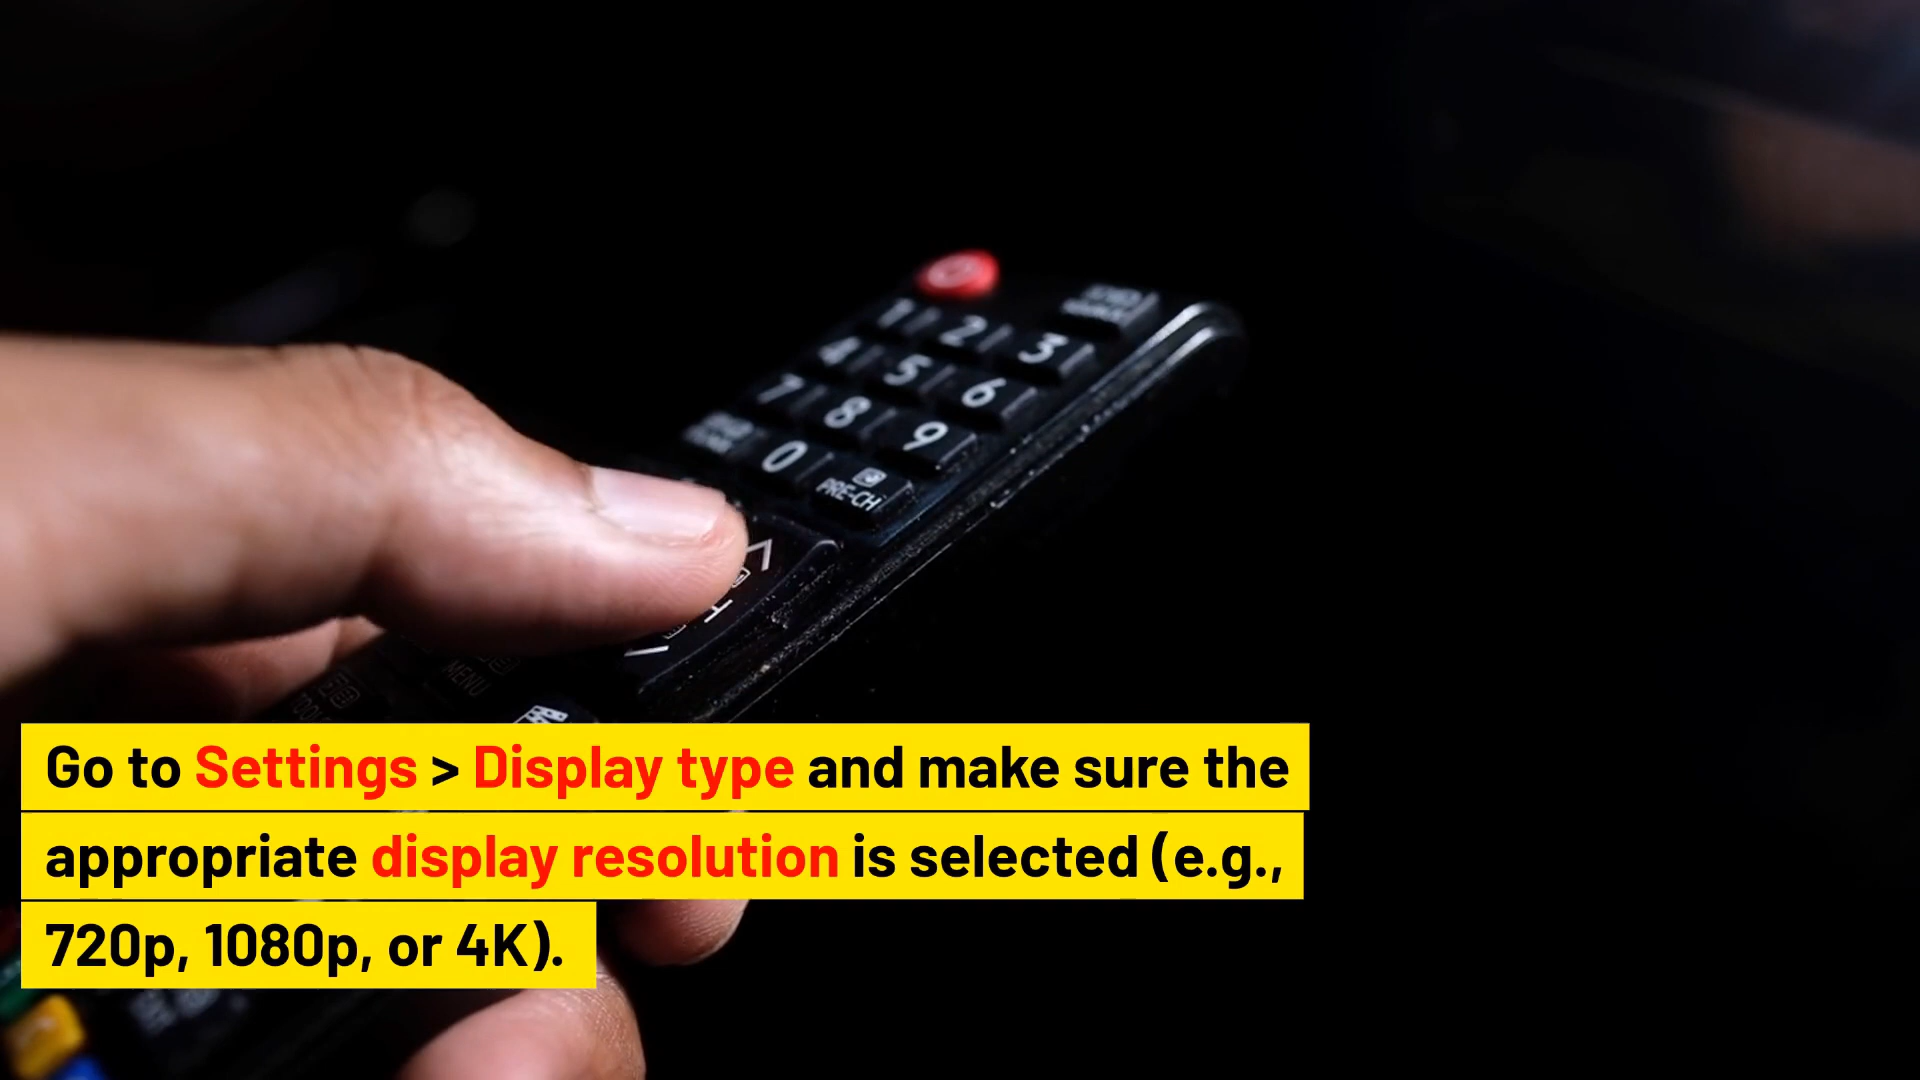 1 2 3
4 5 6
7 8 9
0 PRE-CH
MENU
Go to Settings > Display type and make sure the
appropriate display resolution is selected (e.g.,
720p, 1080p, or 4K).